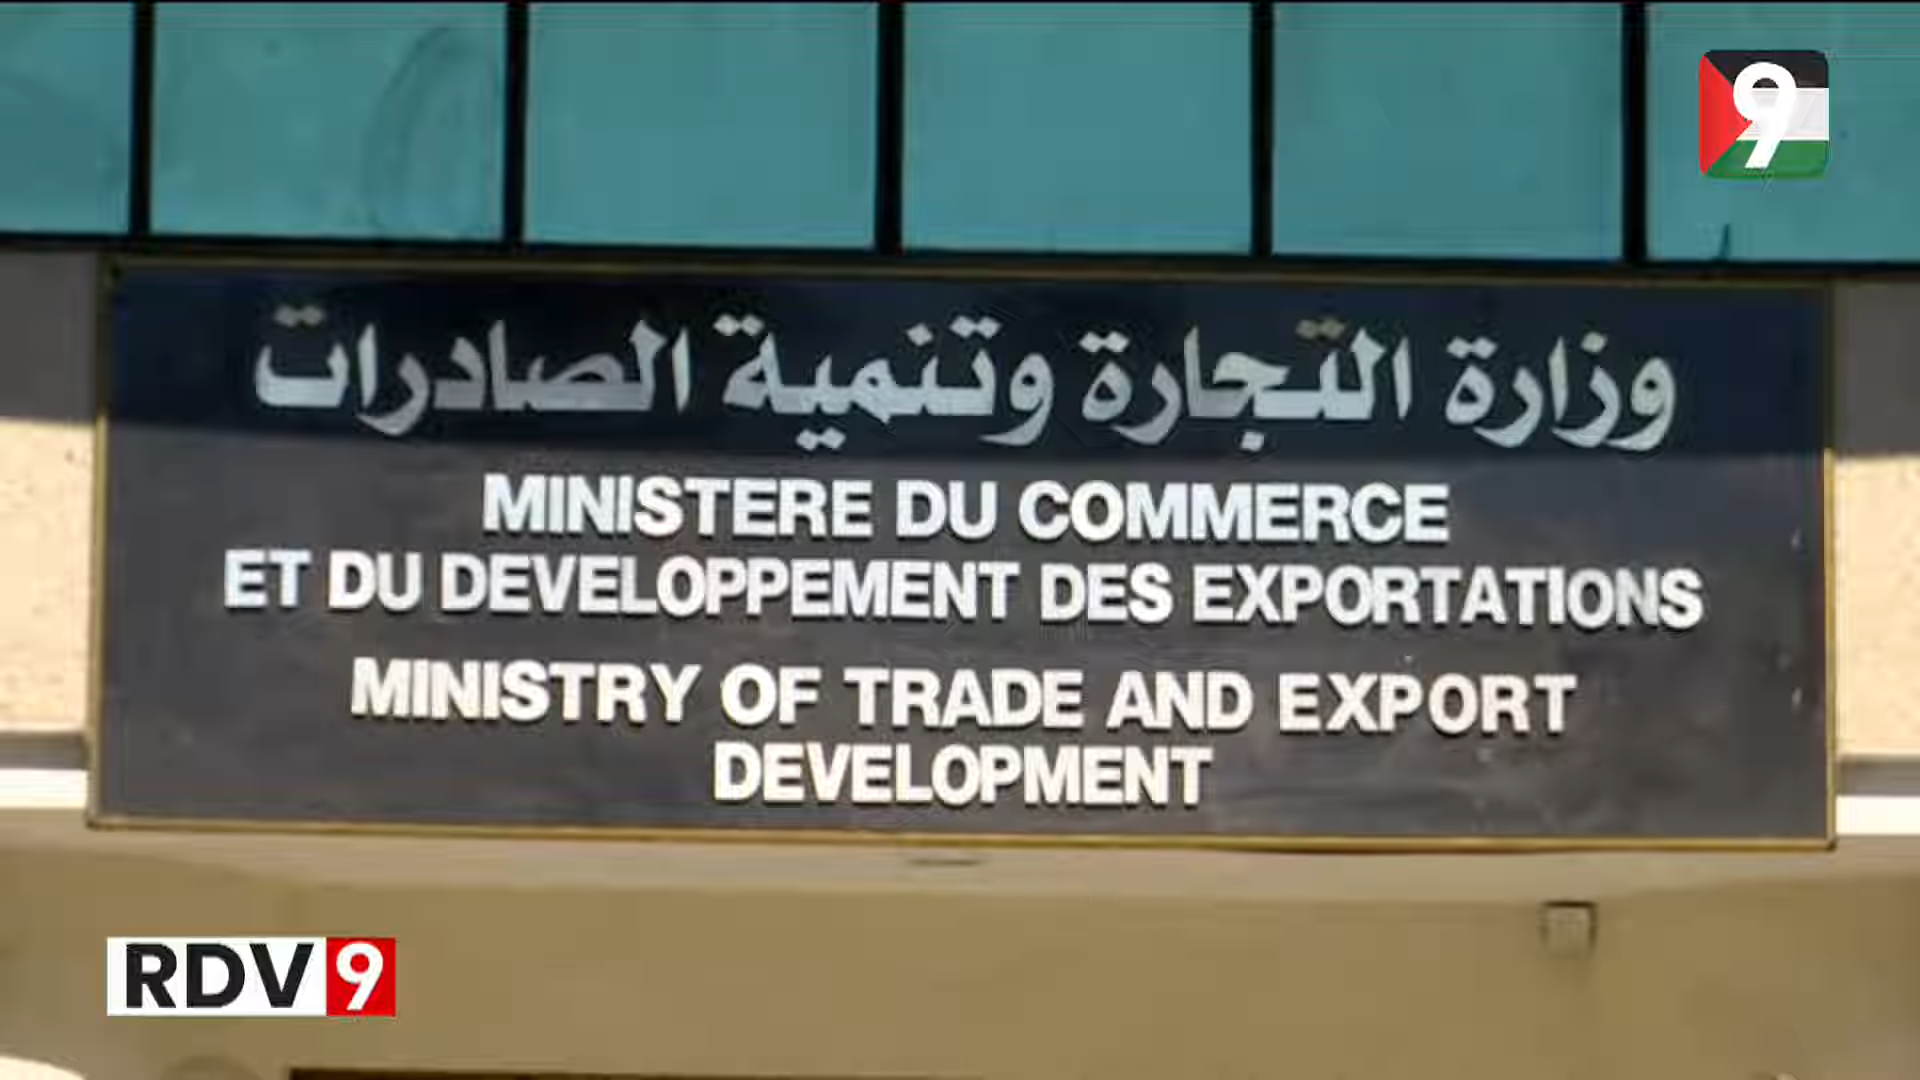 9
وزارة التجارة وتنمية الصادرات
MINISTERE DU COMMERCE
ET DU DEVELOPPEMENT DES EXPORTATIONS
MINISTRY OF TRADE AND EXPORT
DEVELOPMENT
RDV9